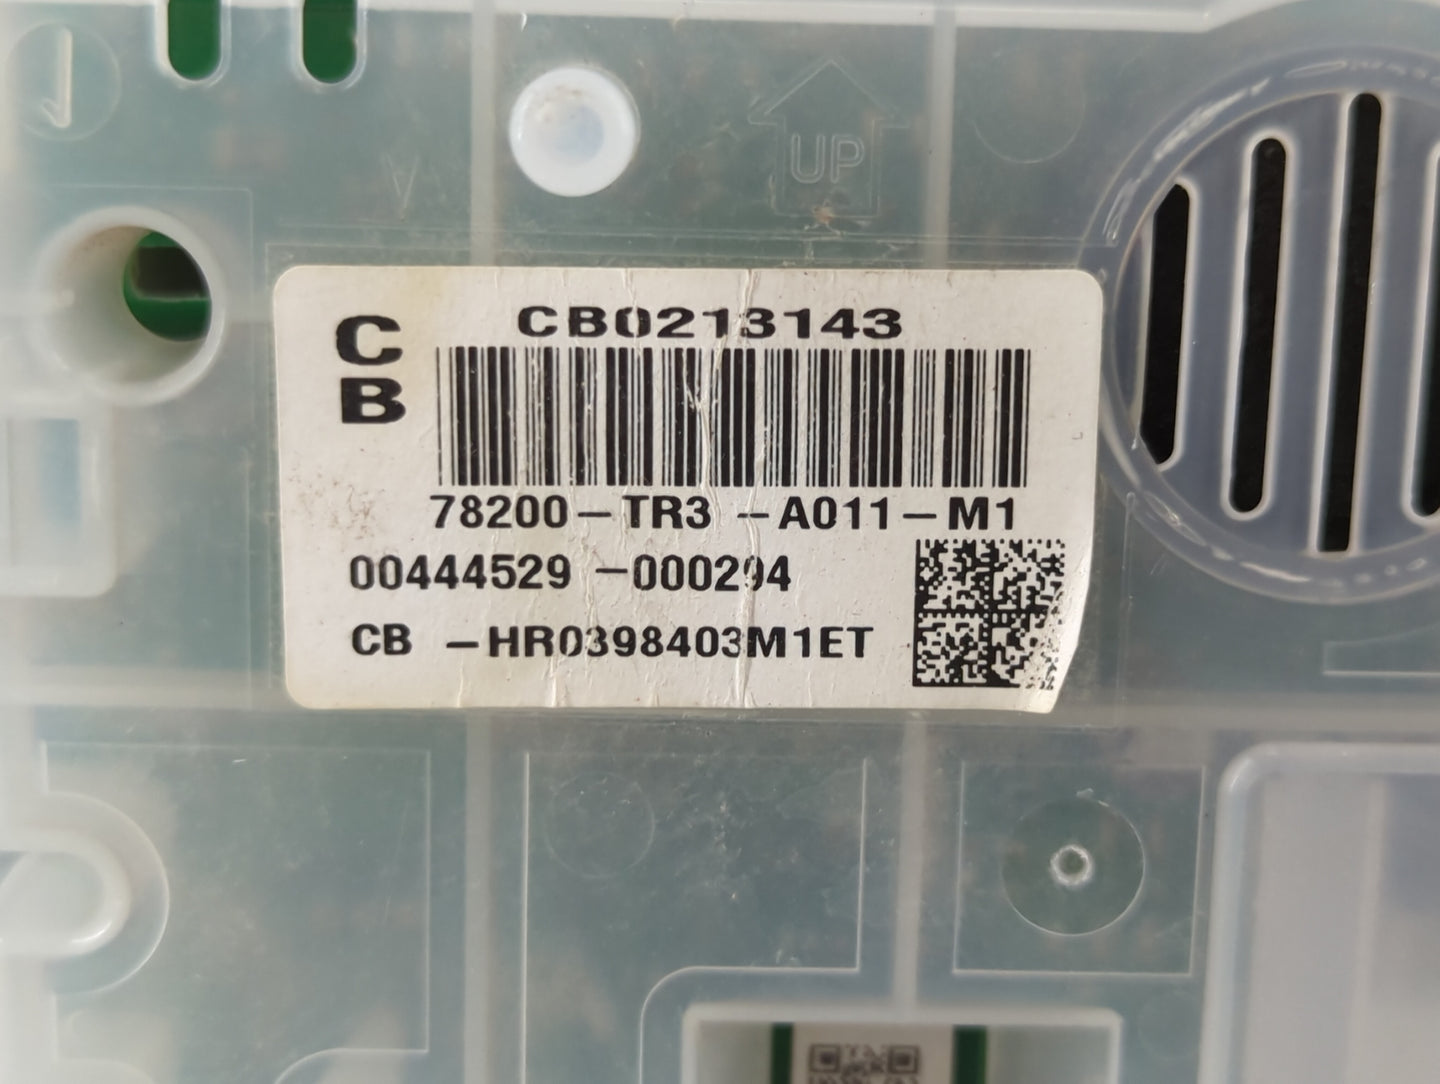 UP
C
B
CB0213143
78200-TR3 -A011-M1
00444529 -000294
CB -HR0398403M1ET